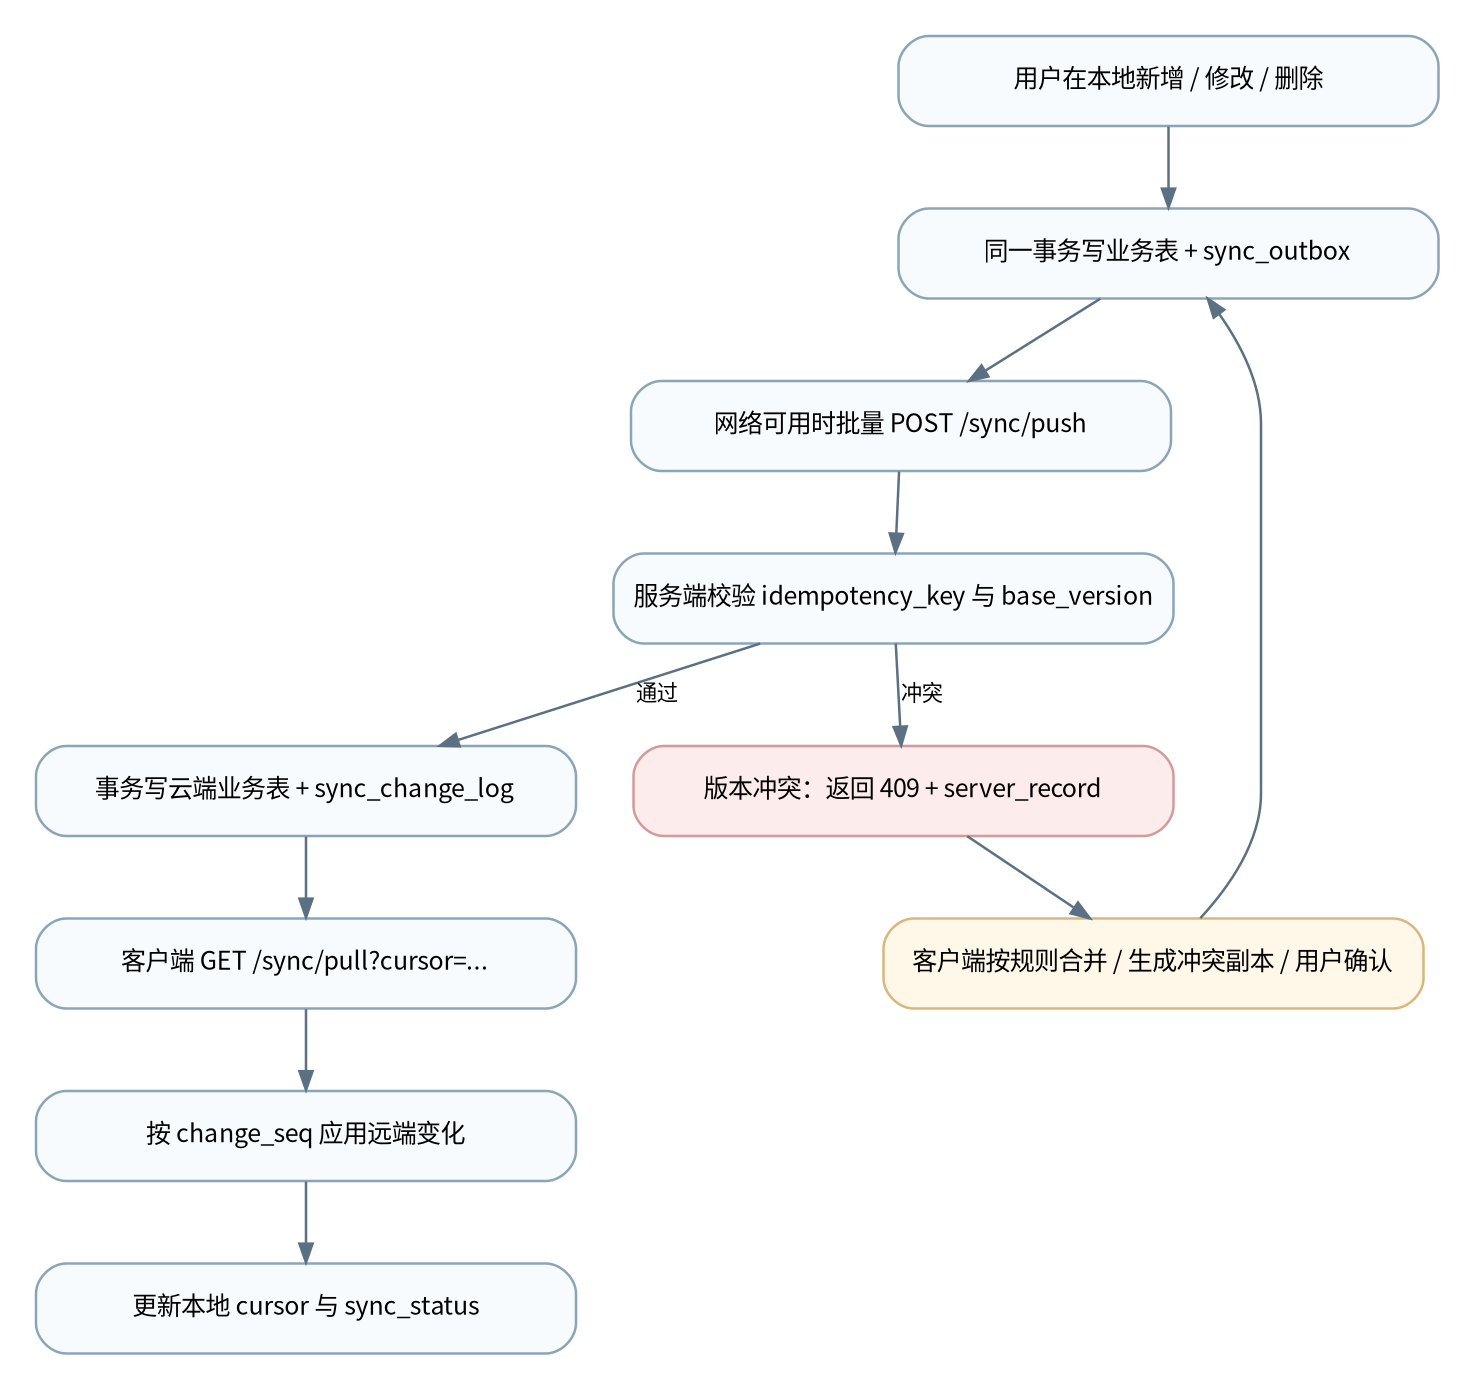 用户在本地新增 / 修改 / 删除
同一事务写业务表 + sync_outbox
网络可用时批量 POST /sync/push
服务端校验 idempotency_key 与 base_version
通过
冲突
事务写云端业务表 + sync_change_log
版本冲突：返回 409 + server_record
客户端 GET /sync/pull?cursor=...
客户端按规则合并 / 生成冲突副本 / 用户确认
按 change_seq 应用远端变化
更新本地 cursor 与 sync_status